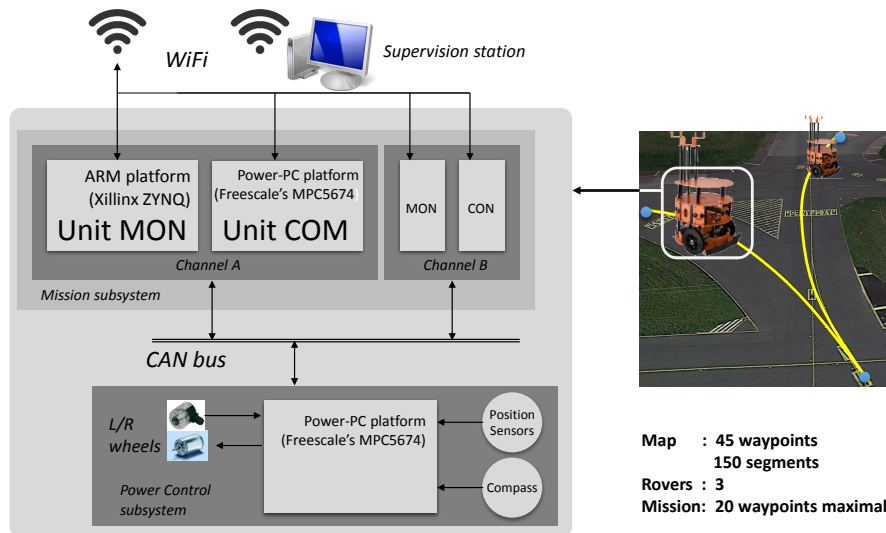 WiFi
Supervision station
ARM platform
(Xillinx ZYNQ)
Unit MON
Power-PC platform
(Freescale's MPC5674)
Unit COM
Channel A
MON
CON
Channel B
Mission subsystem
CAN bus
L/R
wheels
Power-PC platform
(Freescale's MPC5674)
Position
Sensors
Compass
Power Control
subsystem
Map : 45 waypoints
150 segments
Rovers : 3
Mission: 20 waypoints maximal